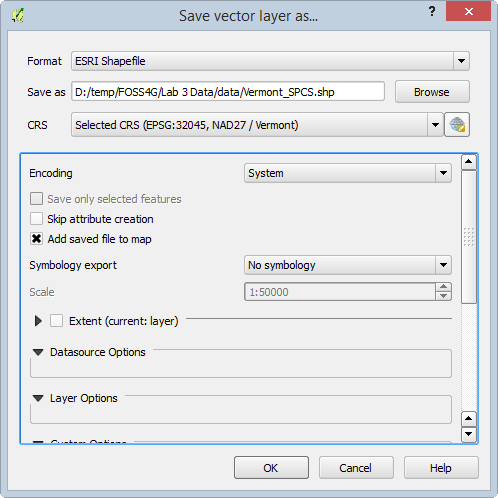 Save vector layer as...
?
Format ESRI Shapefile
Save as D:/temp/FOSS4G/Lab 3 Data/data/Vermont_SPCS.shp Browse
CRS Selected CRS (EPSG:32045, NAD27 / Vermont)
Encoding System
Save only selected features
Skip attribute creation
Add saved file to map
Symbology export No symbology
Scale 1:50000
Extent (current: layer)
Datasource Options
Layer Options
Custom Options
OK Cancel Help